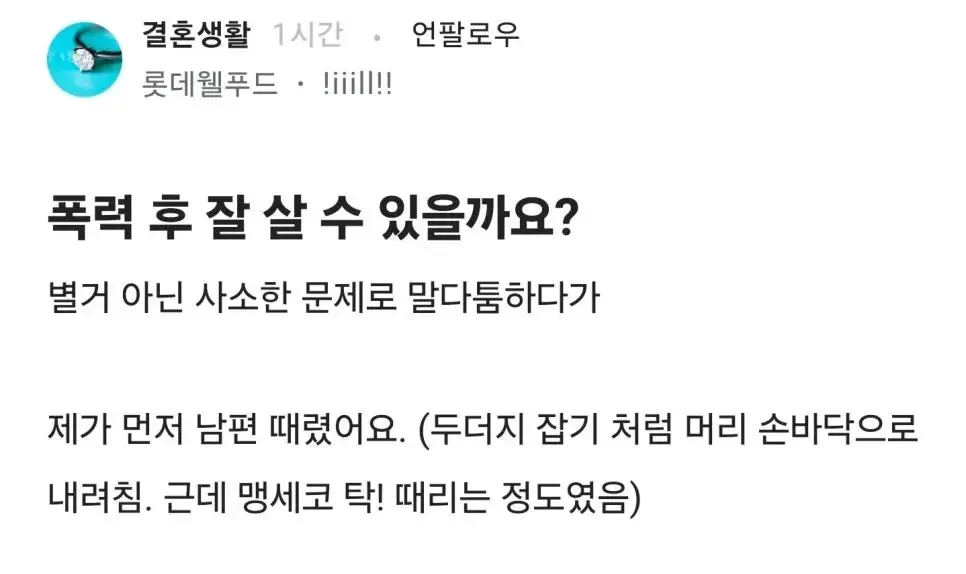 결혼생활 1시간 • 언팔로우
롯데웰푸드 · !iiiill!!
폭력 후 잘 살 수 있을까요?
별거 아닌 사소한 문제로 말다툼하다가
제가 먼저 남편 때렸어요. (두더지 잡기 처럼 머리 손바닥으로
내려침. 근데 맹세코 탁! 때리는 정도였음)